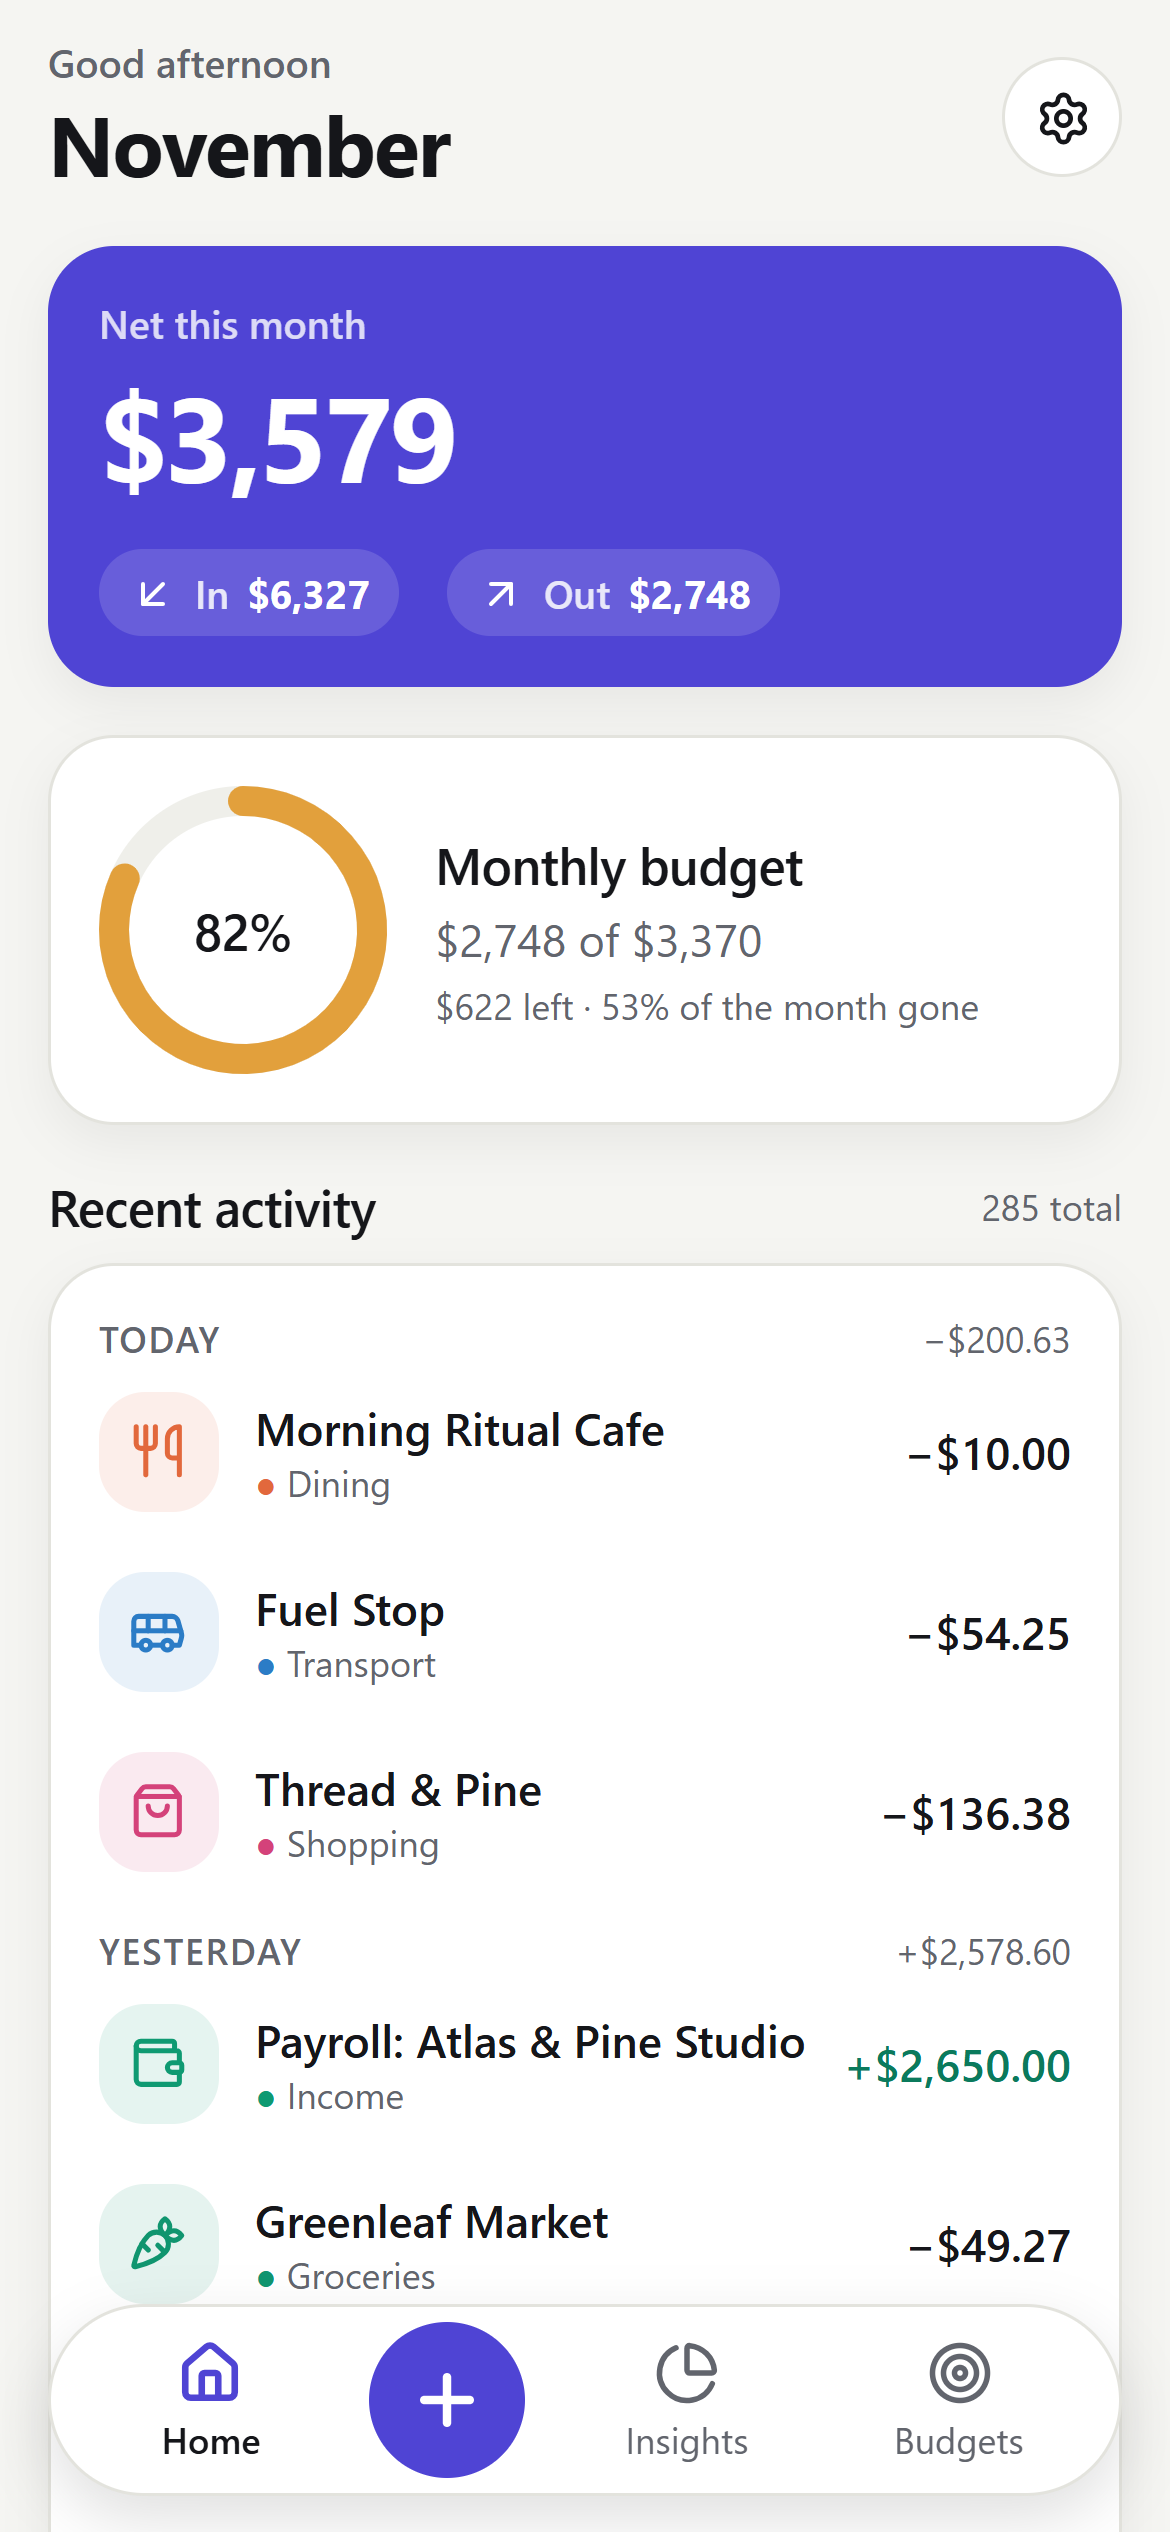 Good afternoon
November
Net this month
$3,579
In $6,327
Out $2,748
82%
Monthly budget
$2,748 of $3,370
$622 left · 53% of the month gone
Recent activity
285 total
TODAY
−$200.63
Morning Ritual Cafe
Dining
−$10.00
Fuel Stop
Transport
−$54.25
Thread & Pine
Shopping
−$136.38
YESTERDAY
+$2,578.60
Payroll: Atlas & Pine Studio
Income
+$2,650.00
Greenleaf Market
Groceries
−$49.27
Home
Insights
Budgets